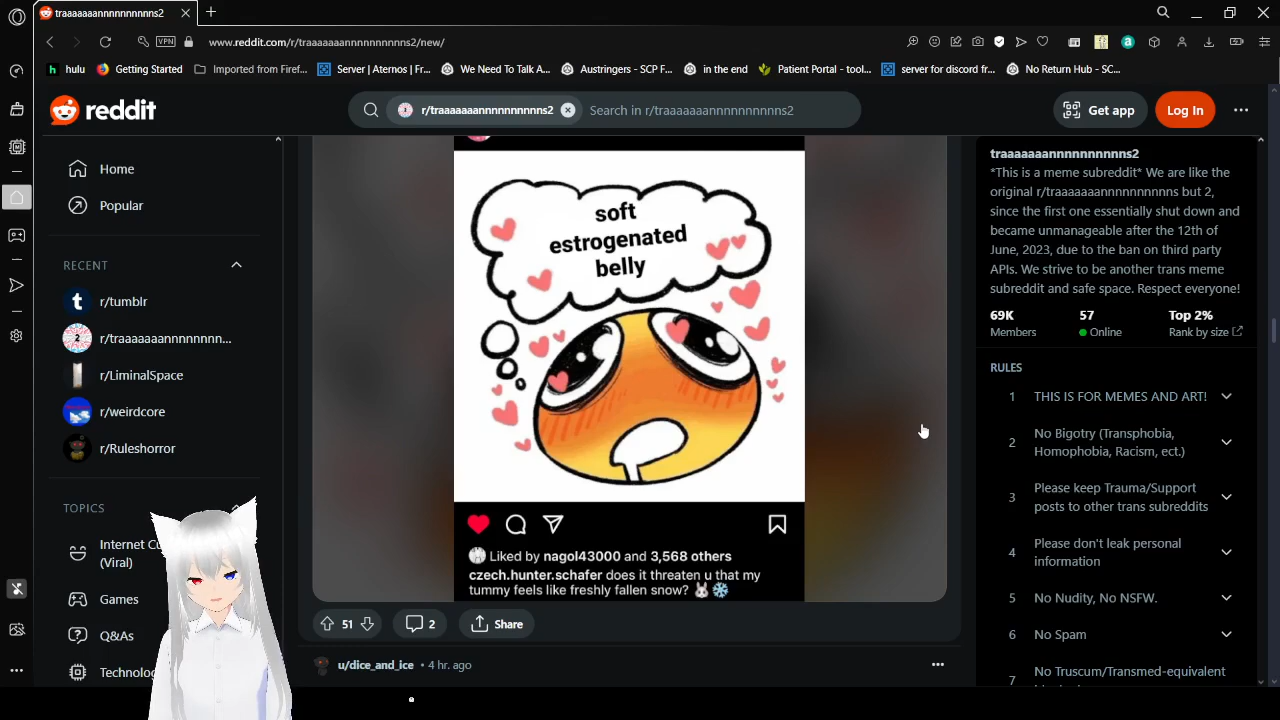 traaaaaaannnnnnnnnns2
VPN
www.reddit.com/r/traaaaaaannnnnnnnnns2/new/
hulu
Getting Started
Imported from Firef...
Server | Aternos | Fr...
We Need To Talk A...
Austringers - SCP F...
in the end
Patient Portal - tool...
server for discord fr...
No Return Hub - SC...
reddit
r/traaaaaaannnnnnnnnns2
Search in r/traaaaaaannnnnnnnnns2
Get app
Log In
Home
Popular
RECENT
r/tumblr
r/traaaaaaannnnnnn...
r/LiminalSpace
r/weirdcore
r/Ruleshorror
TOPICS
Internet Cu
(Viral)
Games
Q&As
Technolog
soft
estrogenated
belly
Liked by nagol43000 and 3,568 others
czech.hunter.schafer does it threaten u that my
tummy feels like freshly fallen snow? 🐰❄️
51
2
Share
u/dice_and_ice • 4 hr. ago
traaaaaaannnnnnnnnns2
*This is a meme subreddit* We are like the
original r/traaaaaaannnnnnnnnns but 2,
since the first one essentially shut down and
became unmanageable after the 12th of
June, 2023, due to the ban on third party
APIs. We strive to be another trans meme
subreddit and safe space. Respect everyone!
69K
Members
57
Online
Top 2%
Rank by size
RULES
1 THIS IS FOR MEMES AND ART!
2 No Bigotry (Transphobia,
Homophobia, Racism, ect.)
3 Please keep Trauma/Support
posts to other trans subreddits
4 Please don't leak personal
information
5 No Nudity, No NSFW.
6 No Spam
7 No Truscum/Transmed-equivalent